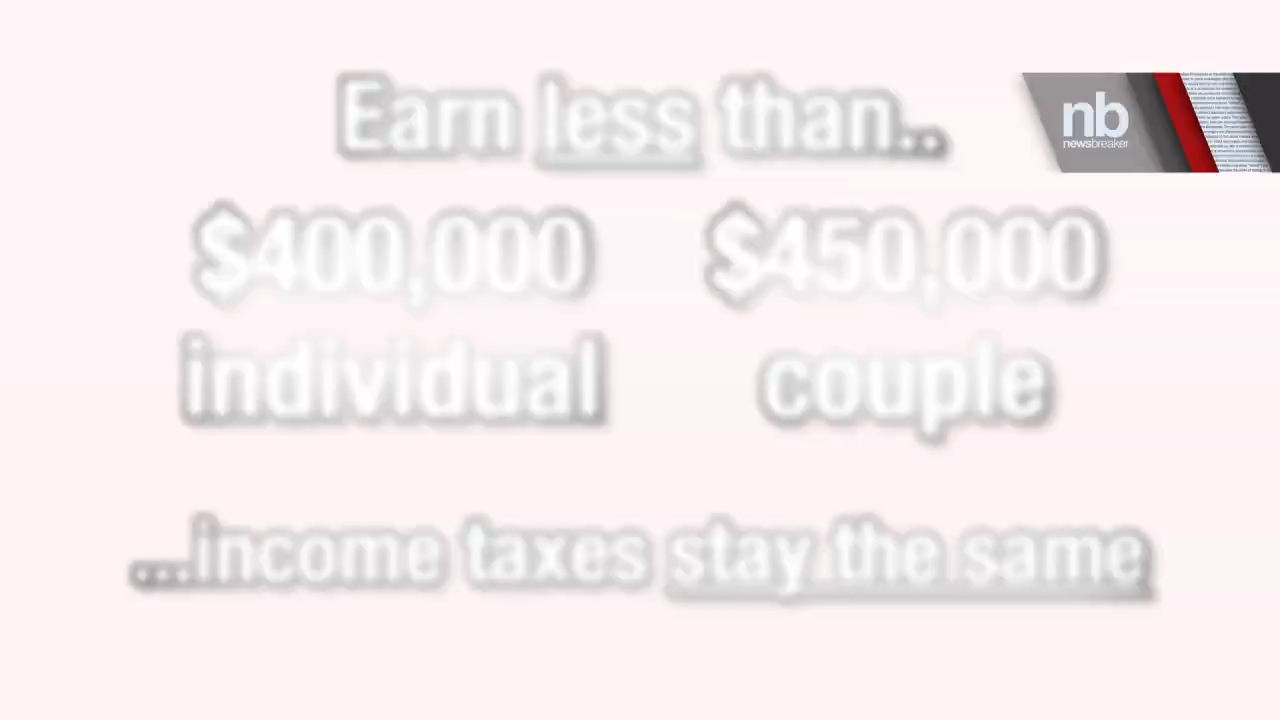 Earn less than..
nb
newsbreaker
$400,000 $450,000
individual couple
...income taxes stay the same